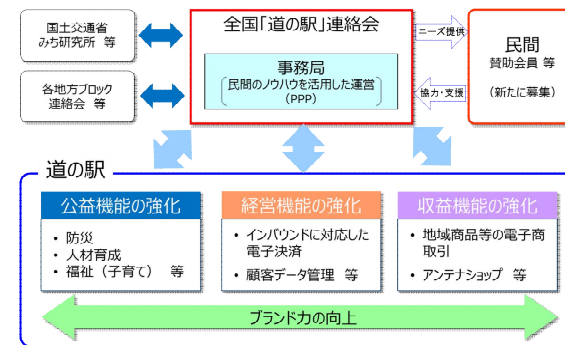 国土交通省
みち研究所 等
各地方ブロック
連絡会 等
全国「道の駅」連絡会
事務局
民間のノウハウを活用した運営
(PPP)
ニーズ提供
協力・支援
民間
賛助会員 等
(新たに募集)
道の駅
公益機能の強化
・ 防災
・ 人材育成
・ 福祉（子育て） 等
経営機能の強化
・ インバウンドに対応した
電子決済
・ 顧客データ管理 等
収益機能の強化
・ 地域商品等の電子商
取引
・ アンテナショップ 等
ブランド力の向上